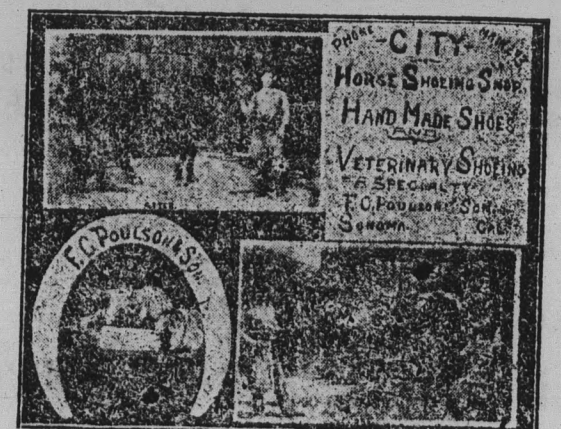 PHONE
CITY
HORSE SHOEING SHOP.
HAND MADE SHOES
AND
VETERINARY SHOEING
A SPECIALTY
F.C. POULSON & SON.
SONOMA CAL.
F.C. POULSON & SON